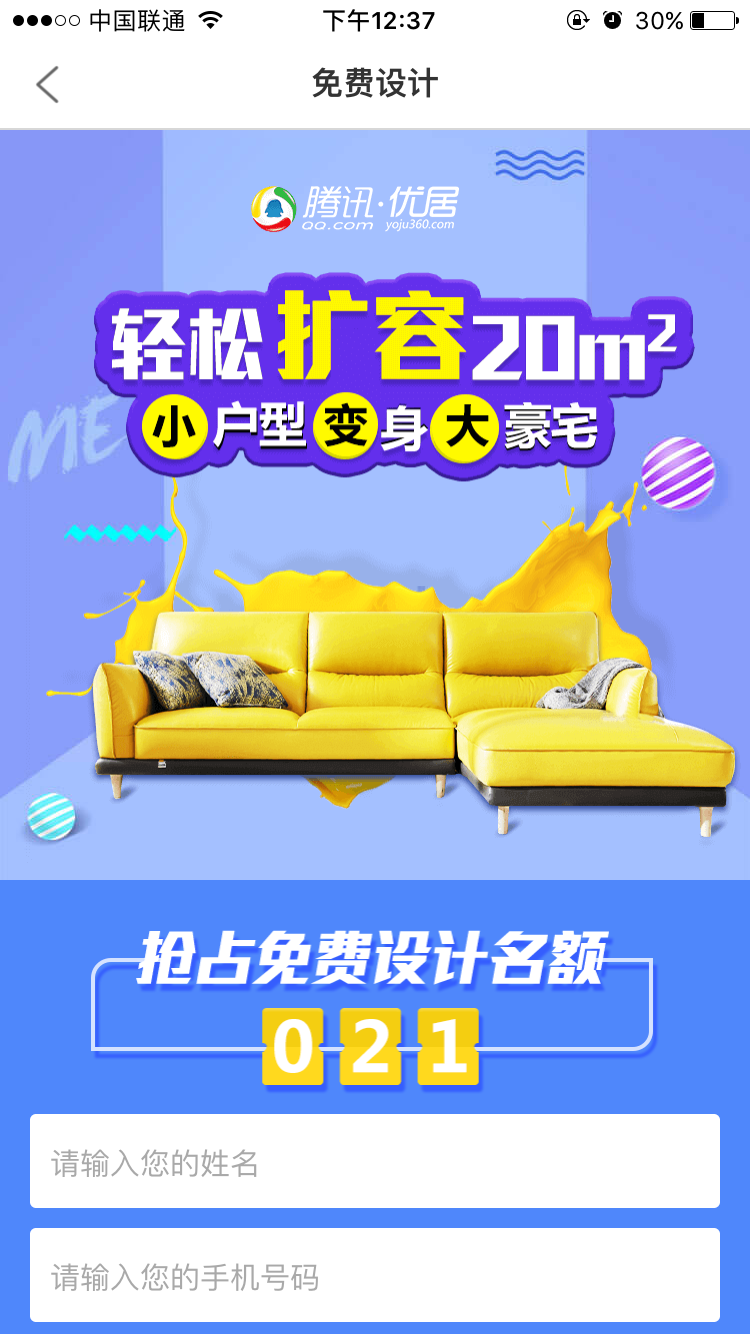 中国联通 下午12:37 30%
免费设计
腾讯·优居
qq.com yoju360.com
轻松扩容20m²
小户型变身大豪宅
ME
抢占免费设计名额
021
请输入您的姓名
请输入您的手机号码